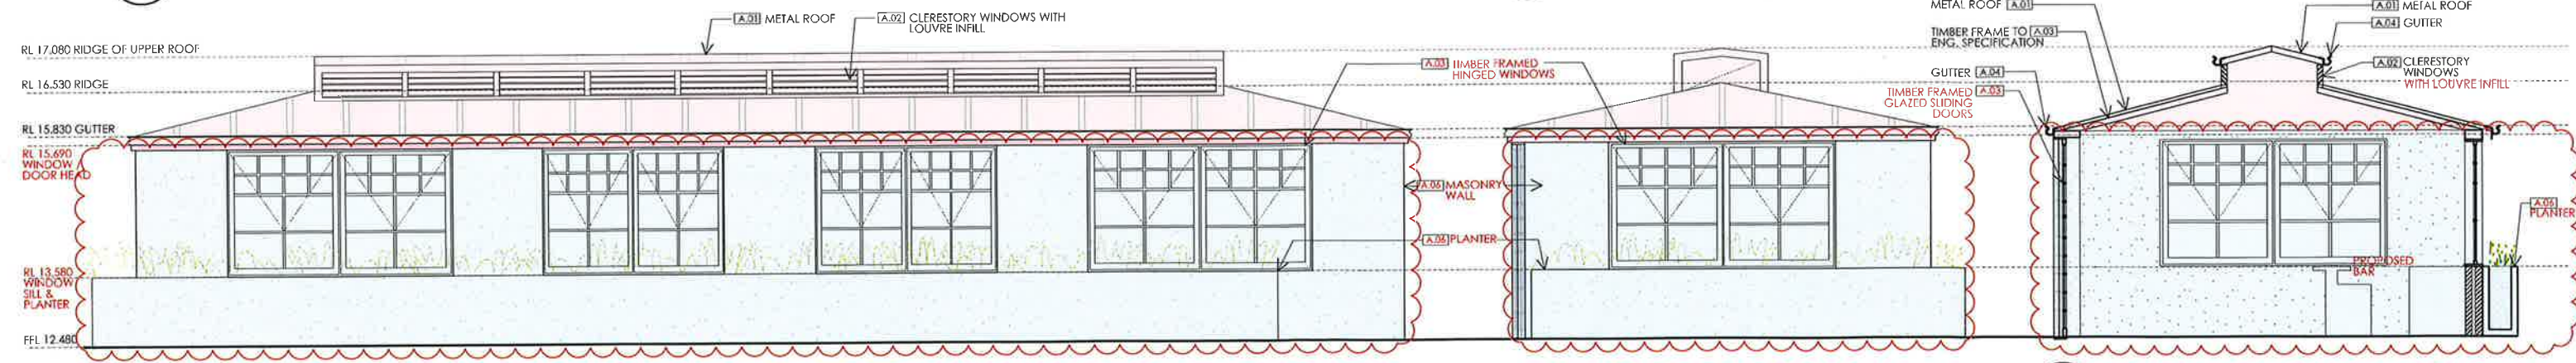 [A.01] METAL ROOF
[A.02] CLERESTORY WINDOWS WITH
LOUVRE INFILL
RL 17.080 RIDGE OF UPPER ROOF
RL 16.530 RIDGE
RL 15.830 GUTTER
RL 15.690
WINDOW /
DOOR HEAD
RL 13.580
WINDOW
SILL &
PLANTER
FFL 12.480
[A.03] TIMBER FRAMED
HINGED WINDOWS
[A.06] MASONRY
WALL
[A.06] PLANTER
METAL ROOF [A.01]
TIMBER FRAME TO [A.03]
ENG. SPECIFICATION
GUTTER [A.04]
TIMBER FRAMED [A.03]
GLAZED SLIDING
DOORS
[A.01] METAL ROOF
[A.04] GUTTER
[A.02] CLERESTORY
WINDOWS
WITH LOUVRE INFILL
[A.06]
PLANTER
PROPOSED
BAR